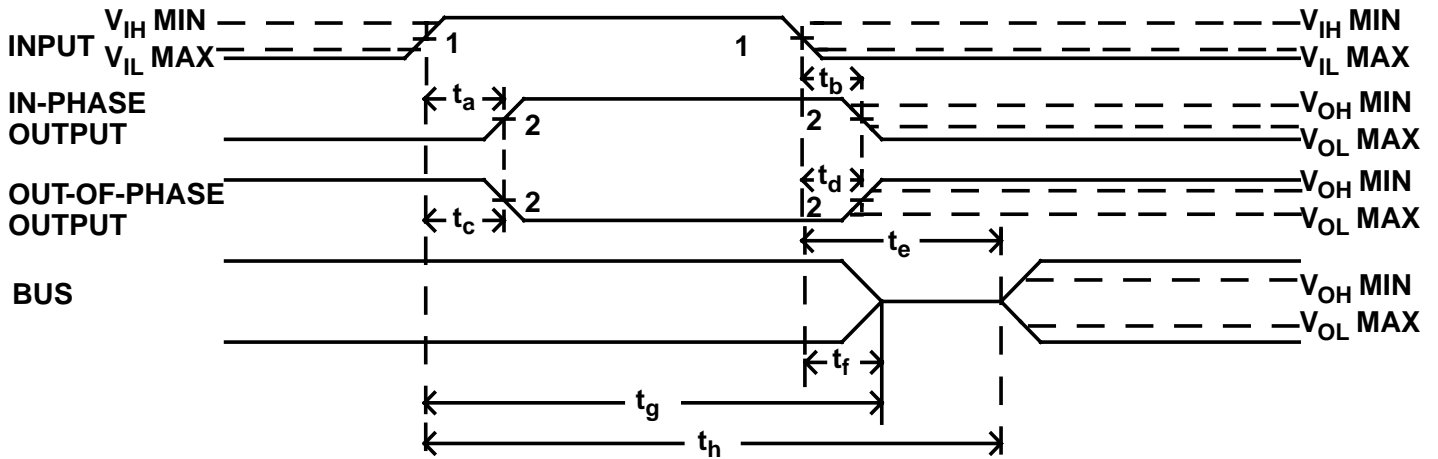 V_IH MIN
V_IH MIN
INPUT
1
1
V_IL MAX
V_IL MAX
t_a
t_b
IN-PHASE
OUTPUT
V_OH MIN
2
2
V_OL MAX
OUT-OF-PHASE
OUTPUT
t_d
V_OH MIN
2
2
t_c
V_OL MAX
t_e
BUS
V_OH MIN
V_OL MAX
t_f
t_g
t_h